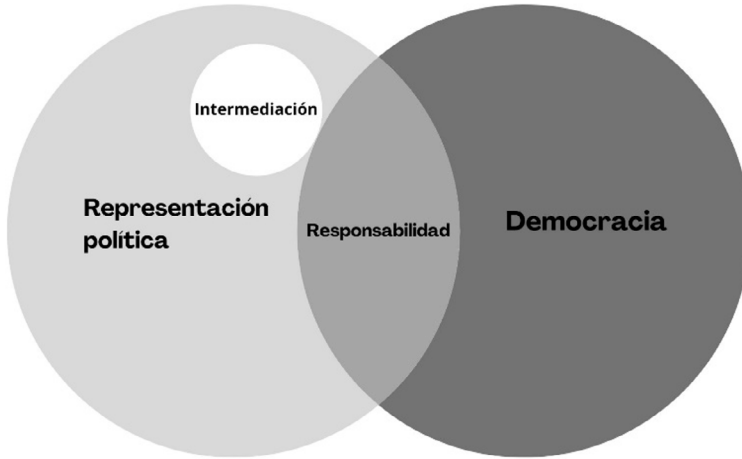 Intermediación
Representación
política
Responsabilidad
Democracia